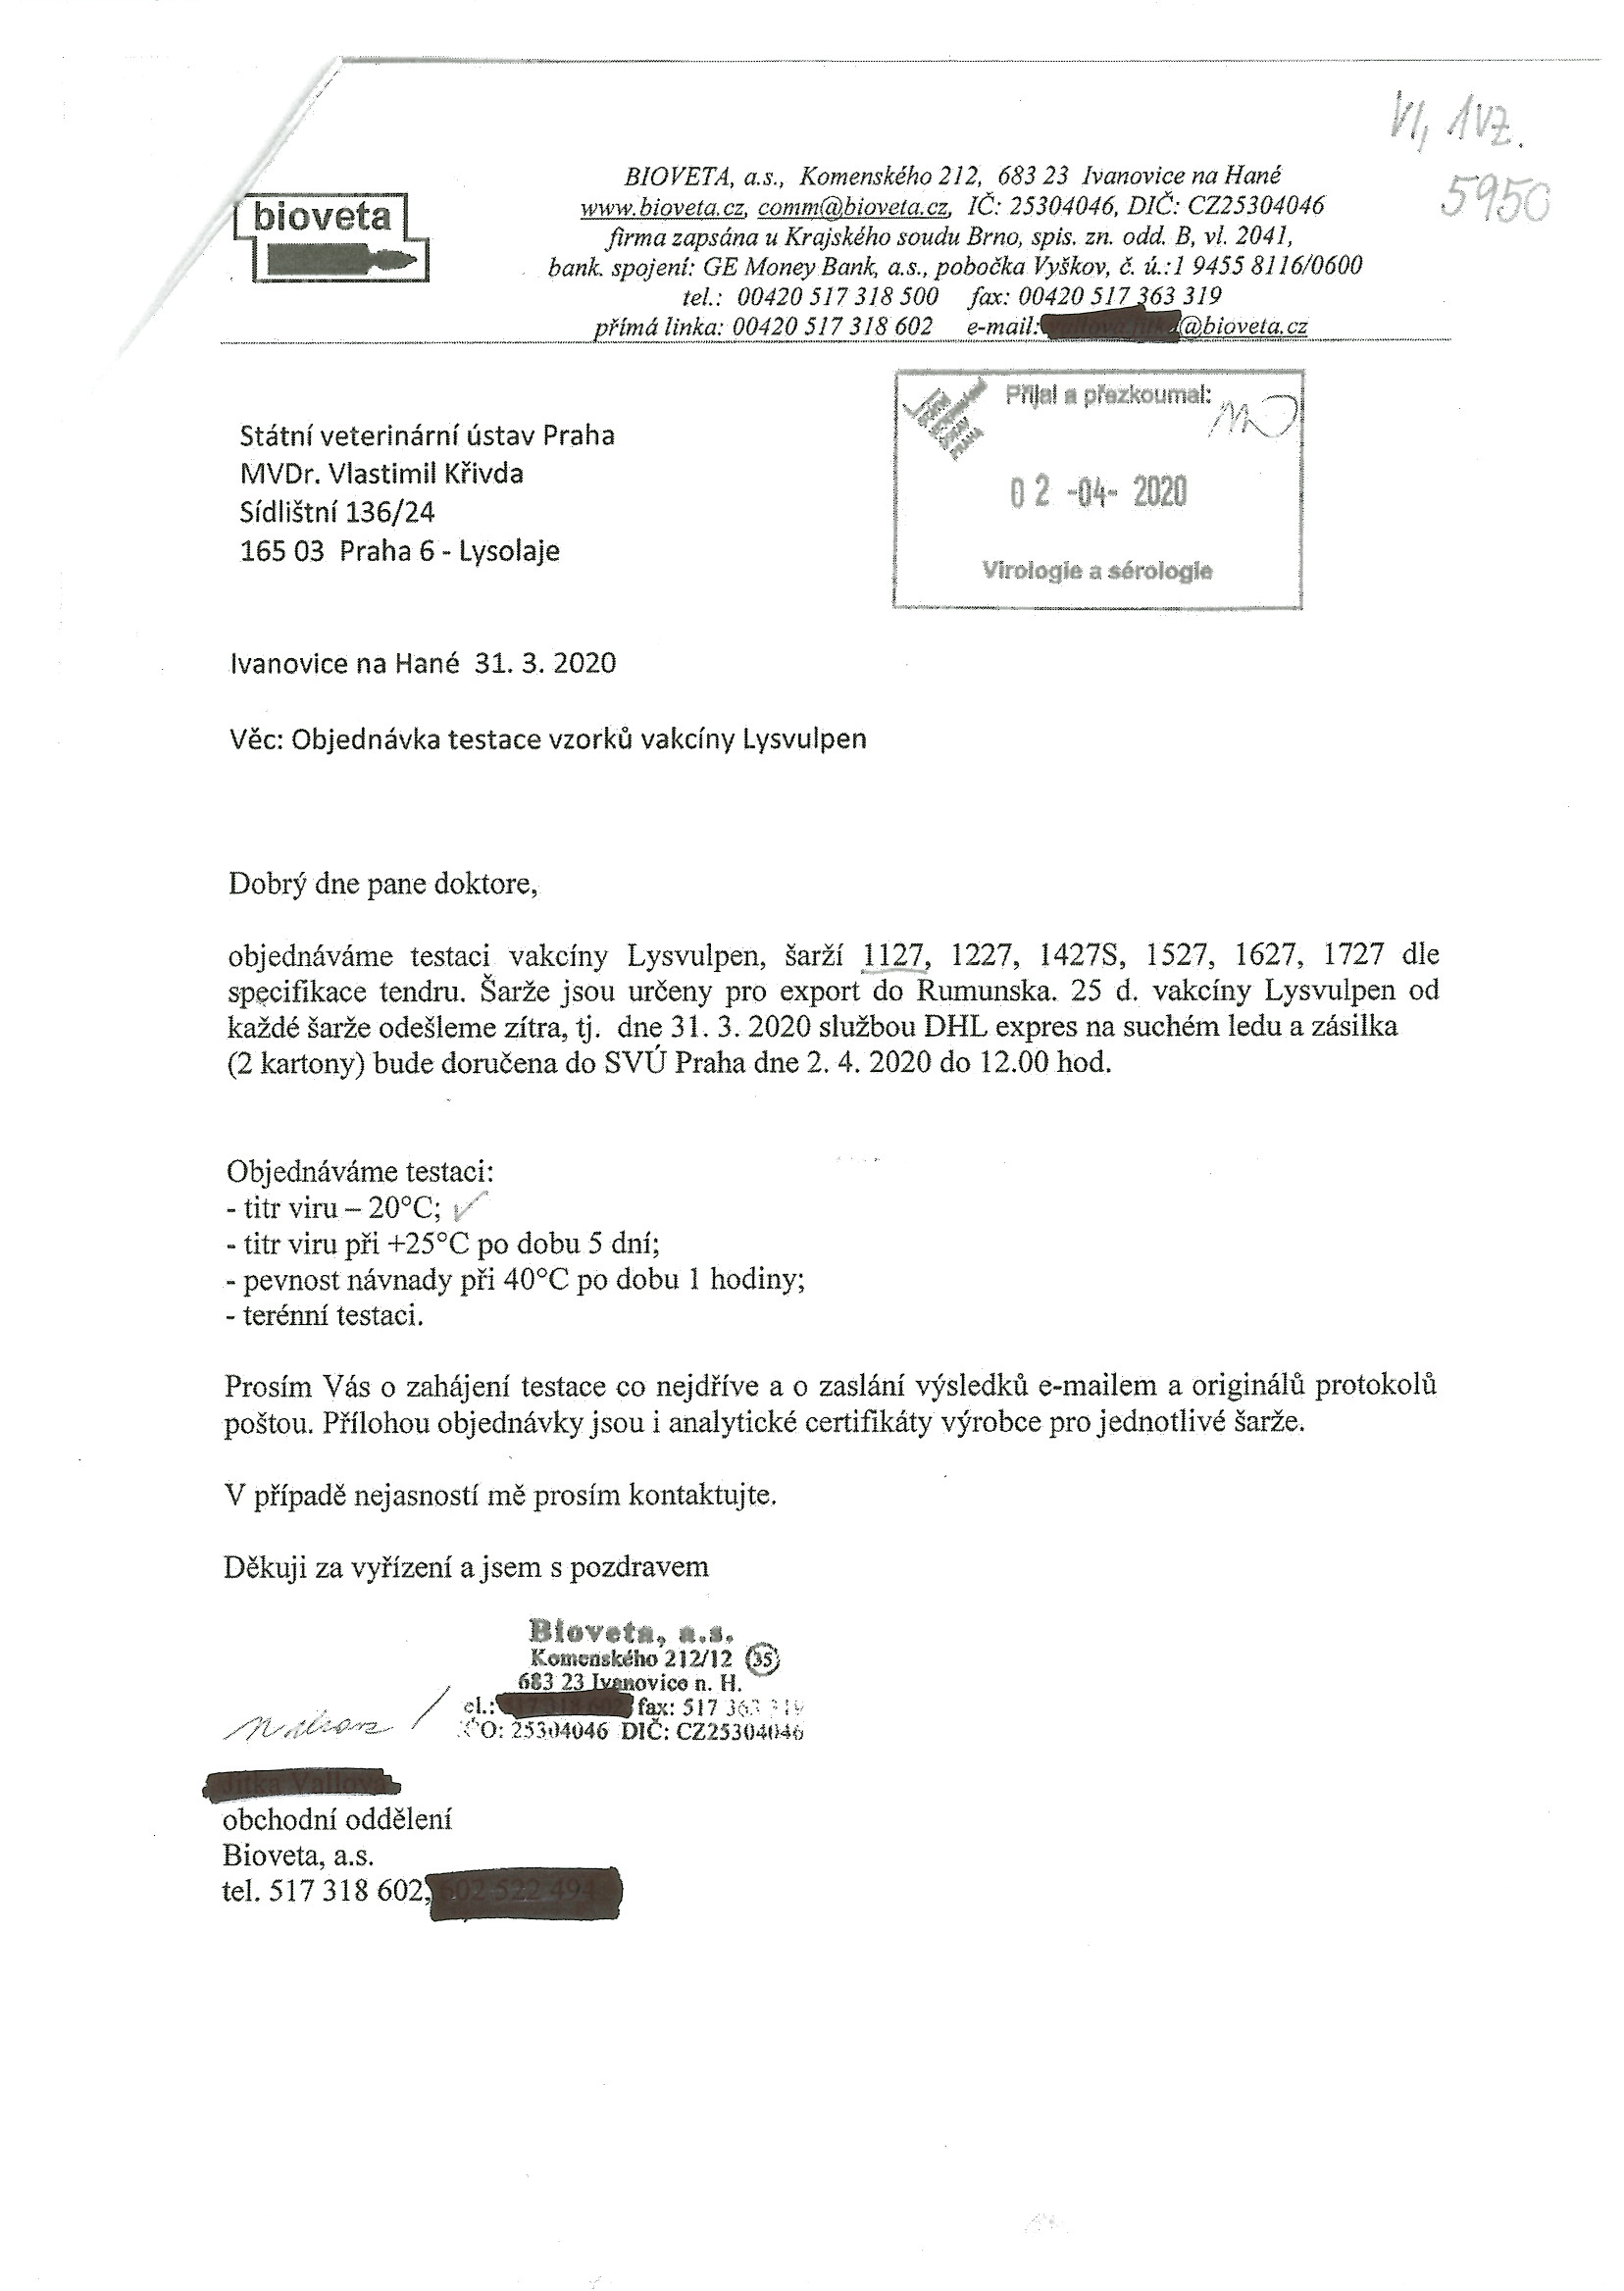 VI, 1VZ.
5950
bioveta
BIOVETA, a.s., Komenského 212, 683 23 Ivanovice na Hané
www.bioveta.cz, comm@bioveta.cz, IČ: 25304046, DIČ: CZ25304046
firma zapsána u Krajského soudu Brno, spis. zn. odd. B, vl. 2041,
bank. spojení: GE Money Bank, a.s., pobočka Vyškov, č. ú.:1 9455 8116/0600
tel.: 00420 517 318 500 fax: 00420 517 363 319
přímá linka: 00420 517 318 602 e-mail: @bioveta.cz
Přijal a přezkoumal:
02 -04- 2020
Virologie a sérologie
Státní veterinární ústav Praha
MVDr. Vlastimil Křivda
Sídlištní 136/24
165 03 Praha 6 - Lysolaje
Ivanovice na Hané 31. 3. 2020
Věc: Objednávka testace vzorků vakcíny Lysvulpen
Dobrý dne pane doktore,
objednáváme testaci vakcíny Lysvulpen, šarží 1127, 1227, 1427S, 1527, 1627, 1727 dle
specifikace tendru. Šarže jsou určeny pro export do Rumunska. 25 d. vakcíny Lysvulpen od
každé šarže odešleme zítra, tj. dne 31. 3. 2020 službou DHL expres na suchém ledu a zásilka
(2 kartony) bude doručena do SVÚ Praha dne 2. 4. 2020 do 12.00 hod.
Objednáváme testaci:
- titr viru – 20°C; ✓
- titr viru při +25°C po dobu 5 dní;
- pevnost návnady při 40°C po dobu 1 hodiny;
- terénní testaci.
Prosím Vás o zahájení testace co nejdříve a o zaslání výsledků e-mailem a originálů protokolů
poštou. Přílohou objednávky jsou i analytické certifikáty výrobce pro jednotlivé šarže.
V případě nejasností mě prosím kontaktujte.
Děkuji za vyřízení a jsem s pozdravem
Bioveta, a.s.
Komenského 212/12 (35)
683 23 Ivanovice n. H.
el.: fax: 517 363 319
ČO: 25304046 DIČ: CZ25304046
obchodní oddělení
Bioveta, a.s.
tel. 517 318 602,